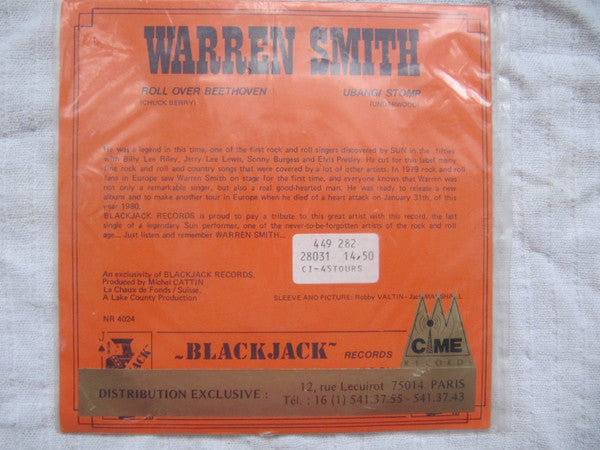 WARREN SMITH
ROLL OVER BEETHOVEN
(CHUCK BERRY)
UBANGI STOMP
(UNDERWOOD)
He was a legend in this time, one of the first rock and roll singers discovered by SUN in the fifties
with Billy Lee Riley, Jerry Lee Lewis, Sonny Burgess and Elvis Presley. He cut for this label many
fine rock and roll and country songs that were covered by a lot of other artists. In 1979 rock and roll
fans in Europe saw Warren Smith on stage for the first time, and everyone knows that Warren was
not only a remarkable singer, but also a real good-hearted man. He was ready to release a new
album and to make another tour in Europe when he died of a heart attack on January 31th, of this
year 1980.
BLACKJACK RECORDS is proud to pay a tribute to this great artist with this record, the last
single of a legendary Sun performer, one of the never-to-be-forgotten artists of the rock and roll
age... Just listen and remember WARREN SMITH...
449 282
28031 14,50
CI-45TOURS
An exclusivity of BLACKJACK RECORDS,
Produced by Michel CATTIN
La Chaux de Fonds / Suisse.
A Lake County Production
SLEEVE AND PICTURE: Robby VALTIN - Jack MARSHALL
NR 4024
J
JACK
~BLACKJACK~ RECORDS
CIME
RECORDS
DISTRIBUTION EXCLUSIVE :
12, rue Lecuirot 75014 PARIS
Tél. : 16 (1) 541.37.55 - 541.37.43